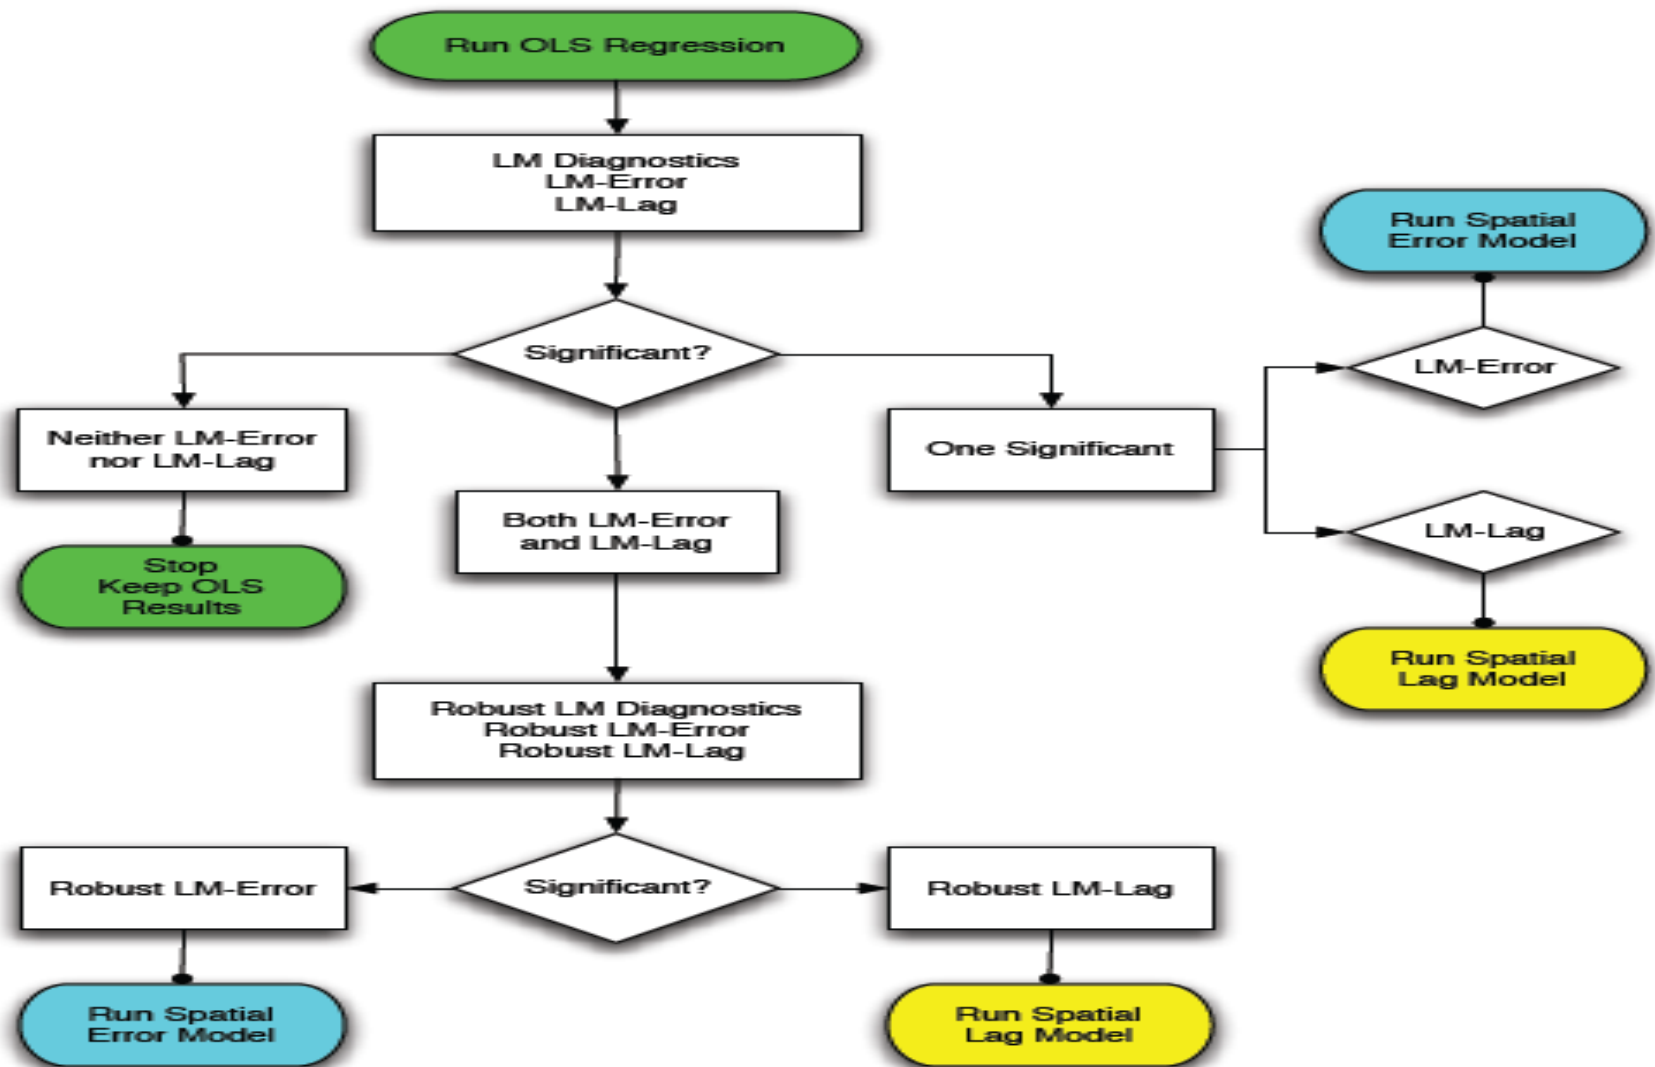 Run OLS Regression
LM Diagnostics
LM-Error
LM-Lag
Run Spatial
Error Model
Significant?
LM-Error
Neither LM-Error
nor LM-Lag
One Significant
Both LM-Error
and LM-Lag
LM-Lag
Stop
Keep OLS
Results
Run Spatial
Lag Model
Robust LM Diagnostics
Robust LM-Error
Robust LM-Lag
Robust LM-Error
Significant?
Robust LM-Lag
Run Spatial
Error Model
Run Spatial
Lag Model